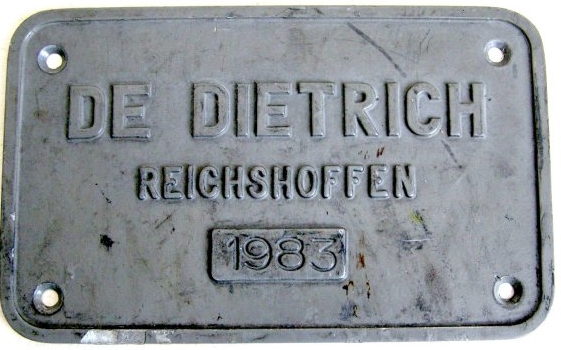 DE DIETRICH
REICHSHOFFEN
1983